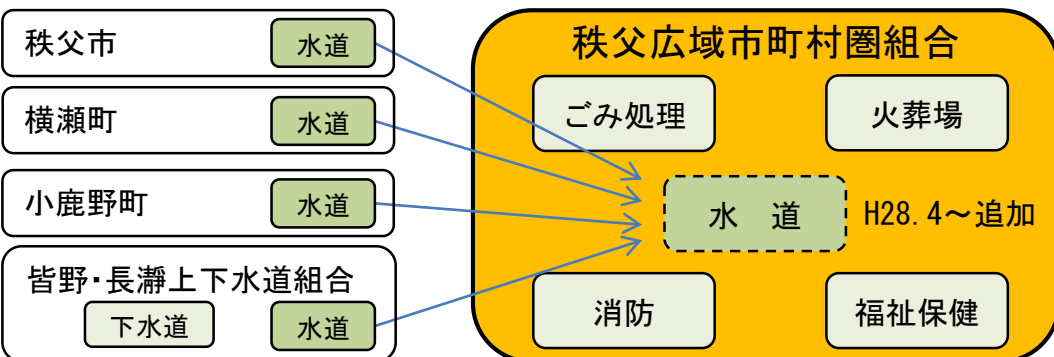 秩父市
水道
横瀬町
水道
小鹿野町
水道
皆野・長瀞上下水道組合
下水道
水道
秩父広域市町村圏組合
ごみ処理
火葬場
水　道
H28.4～追加
消防
福祉保健